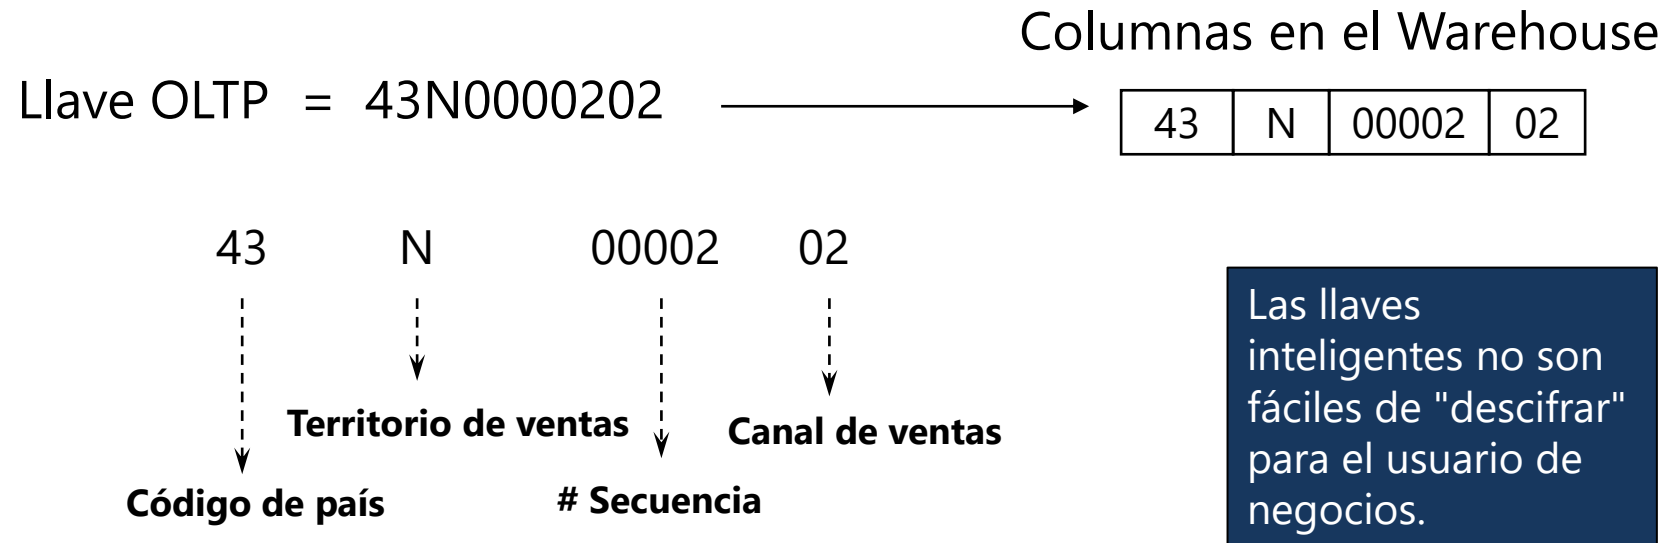 Columnas en el Warehouse
Llave OLTP = 43N0000202
43 N 00002 02
43 N 00002 02
Territorio de ventas
Canal de ventas
Código de país
# Secuencia
Las llaves
inteligentes no son
fáciles de "descifrar"
para el usuario de
negocios.